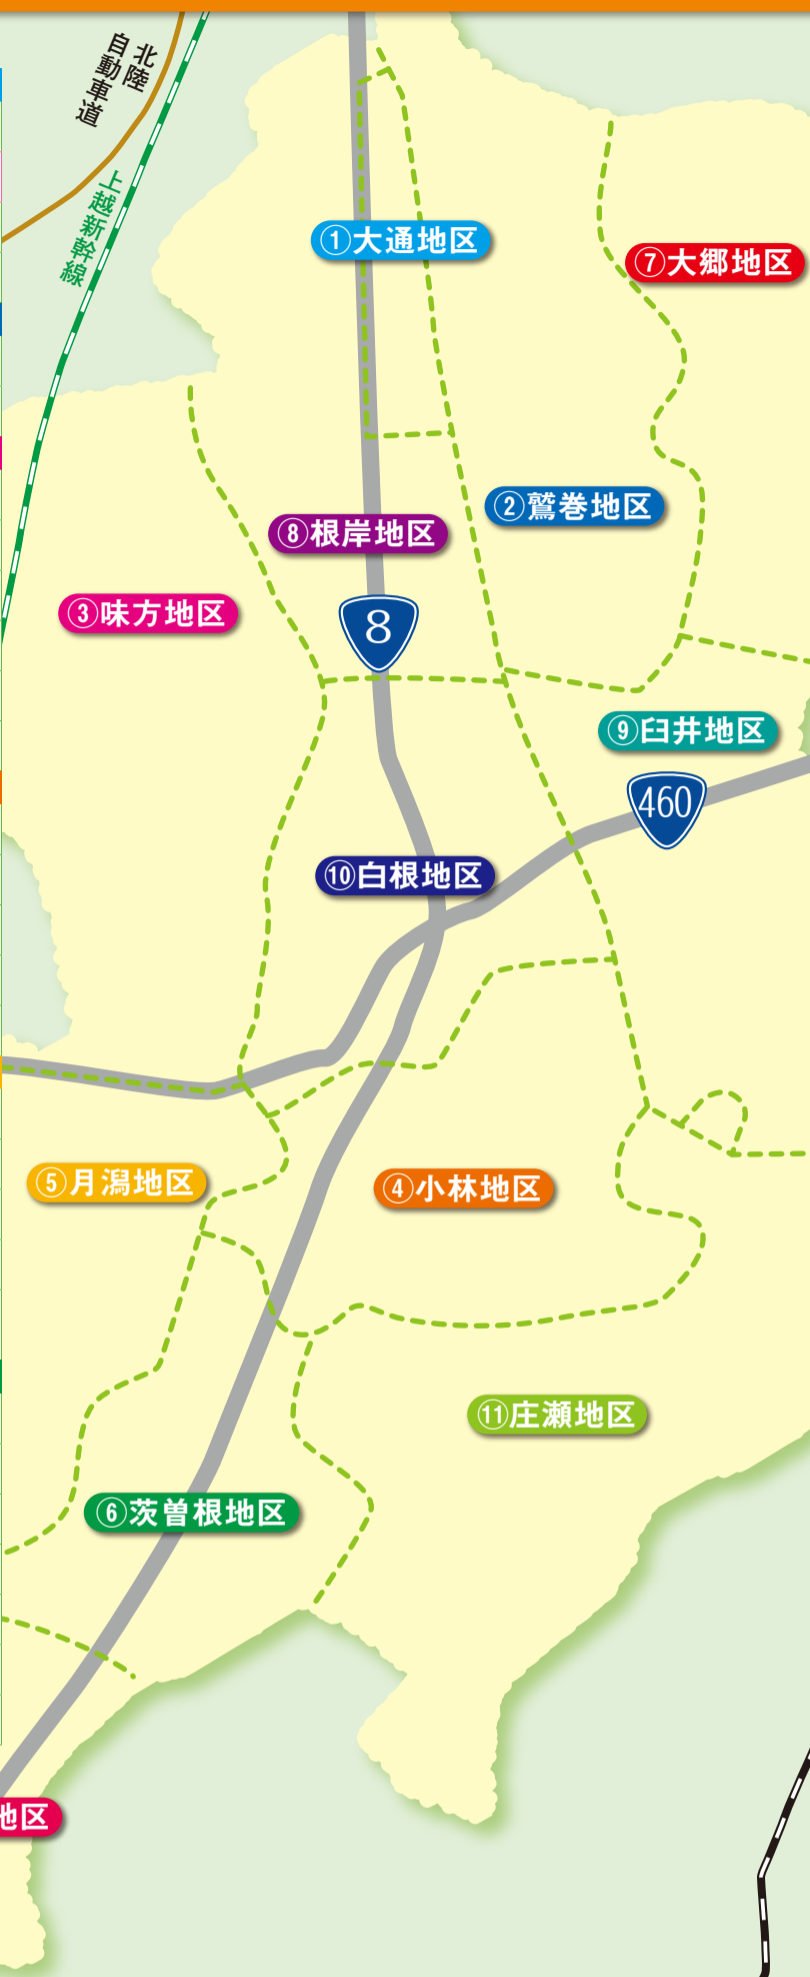 北陸
自動車道
上越新幹線
①大通地区
⑦大郷地区
②鷲巻地区
⑧根岸地区
③味方地区
8
⑨臼井地区
460
⑩白根地区
⑤月潟地区
④小林地区
⑪庄瀬地区
⑥茨曽根地区
地区